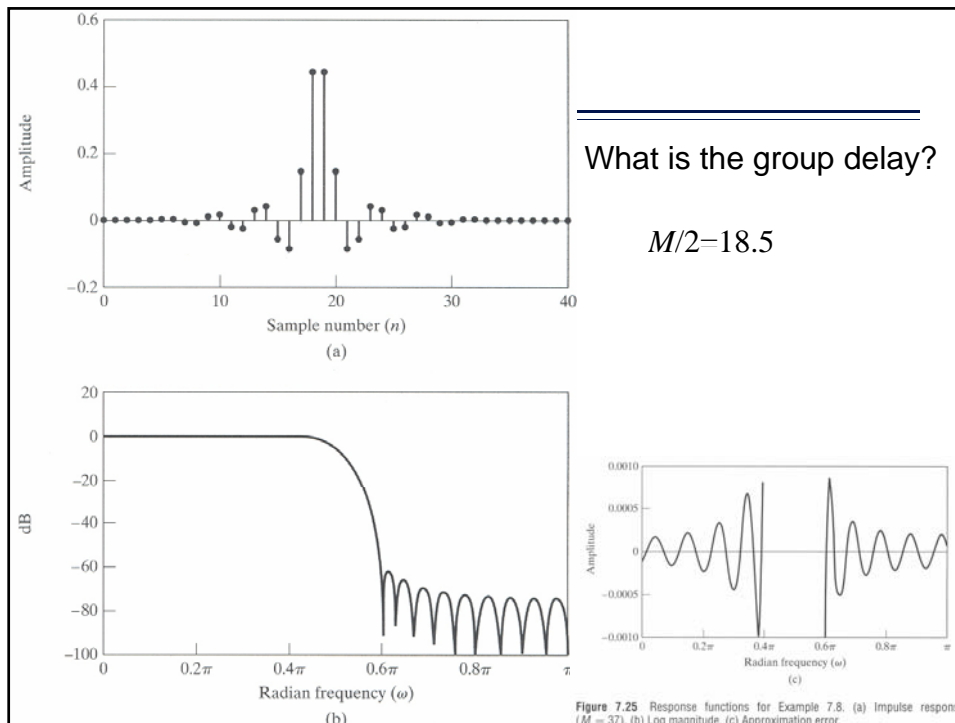 0.6
0.4
0.2
0
−0.2
Amplitude
0
10
20
30
40
Sample number (n)
(a)
What is the group delay?
M/2=18.5
20
0
−20
−40
−60
−80
−100
dB
0
0.2π
0.4π
0.6π
0.8π
π
Radian frequency (ω)
(b)
0.0010
0.0005
0
−0.0005
−0.0010
Amplitude
0
0.2π
0.4π
0.6π
0.8π
π
Radian frequency (ω)
(c)
Figure 7.25 Response functions for Example 7.8. (a) Impulse respon
(M = 37). (b) Log magnitude. (c) Approximation error